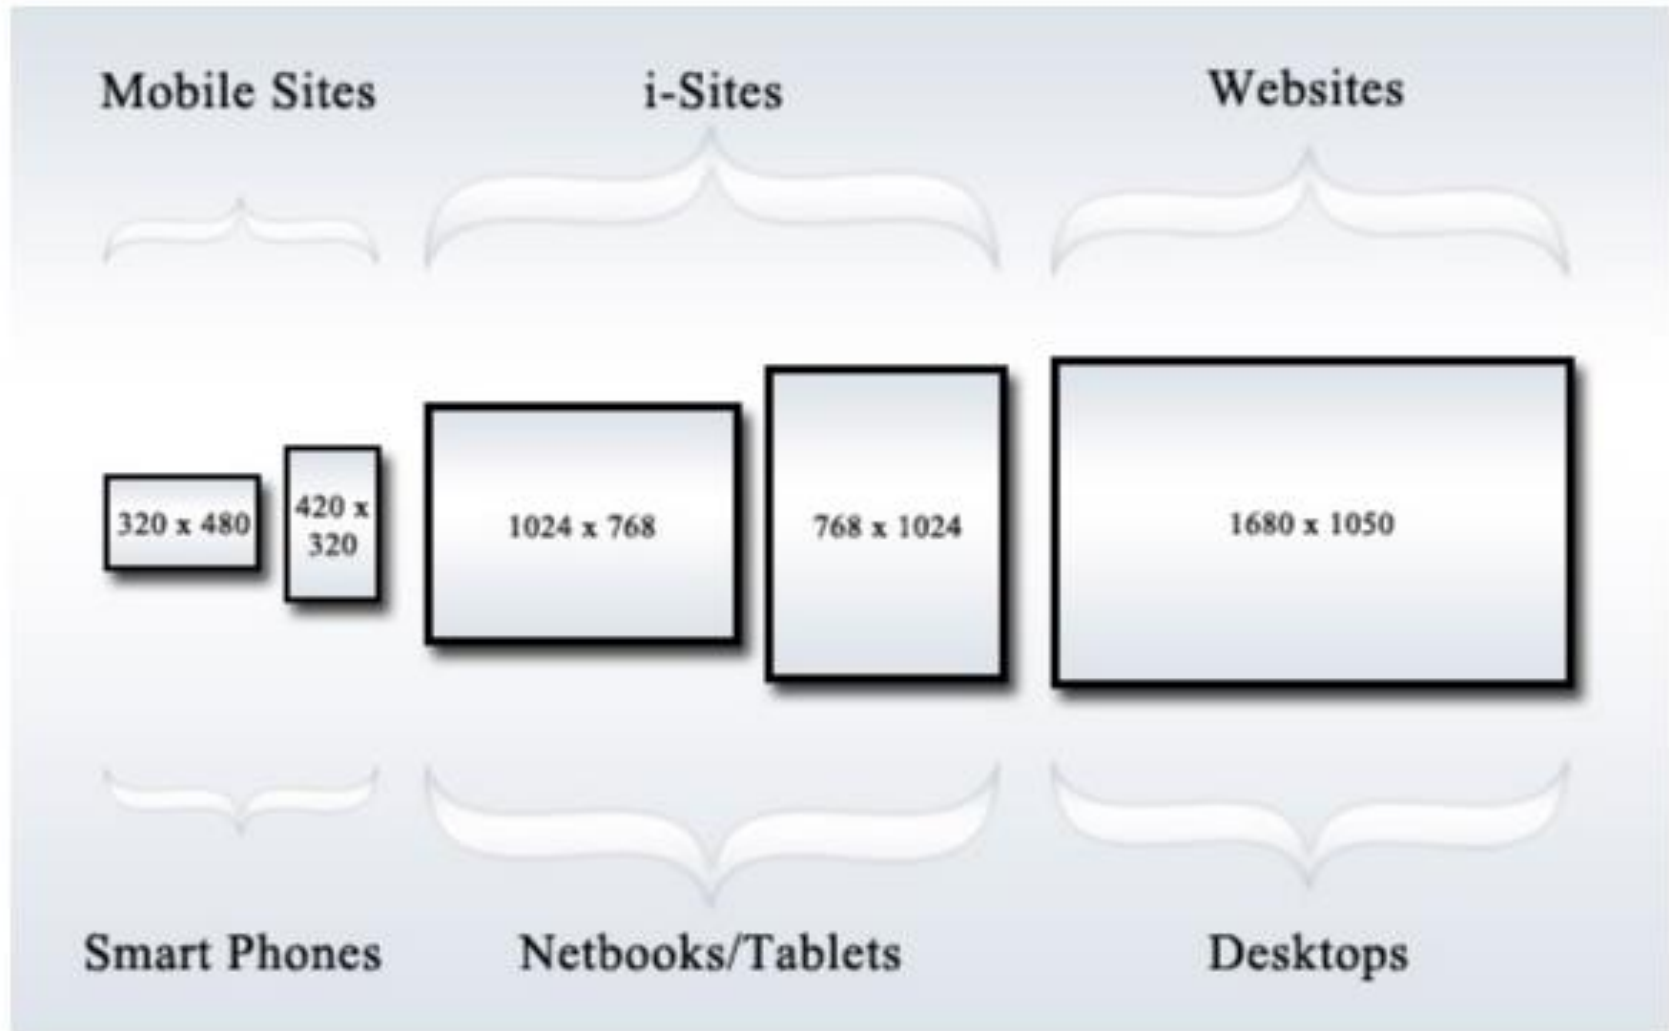 Mobile Sites
i-Sites
Websites
320 x 480
420 x
320
1024 x 768
768 x 1024
1680 x 1050
Smart Phones
Netbooks/Tablets
Desktops